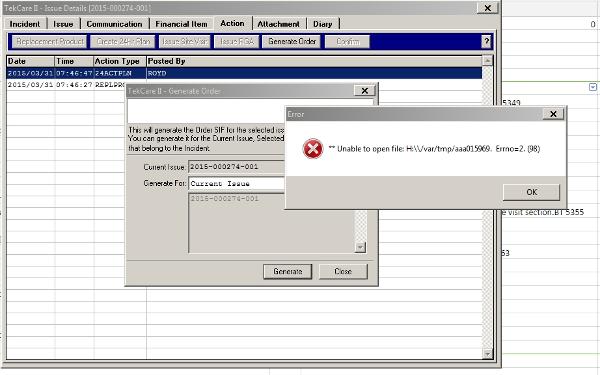 TekCare II - Issue Details [2015-000274-001]
Incident Issue Communication Financial Item Action Attachment Diary
Replacement Product Create 24Hr Plan Issue Site Visit Issue RGA Generate Order Confirm ?
Date Time Action Type Posted By
2015/03/31 07:46:47 24ACTPLN ROYD
2015/03/31 07:46:27 REPLPRO
TekCare II - Generate Order
This will generate the Order SIF for the selected iss
You can generate it for the Current Issue, Selected
that belong to the Incident.
Current Issue: 2015-000274-001
Generate For: Current Issue
2015-000274-001
Generate Close
Error
** Unable to open file: H:\\/var/tmp/aaa015969. Errno=2. (98)
OK
0
5349
e visit section.BT 5355
63